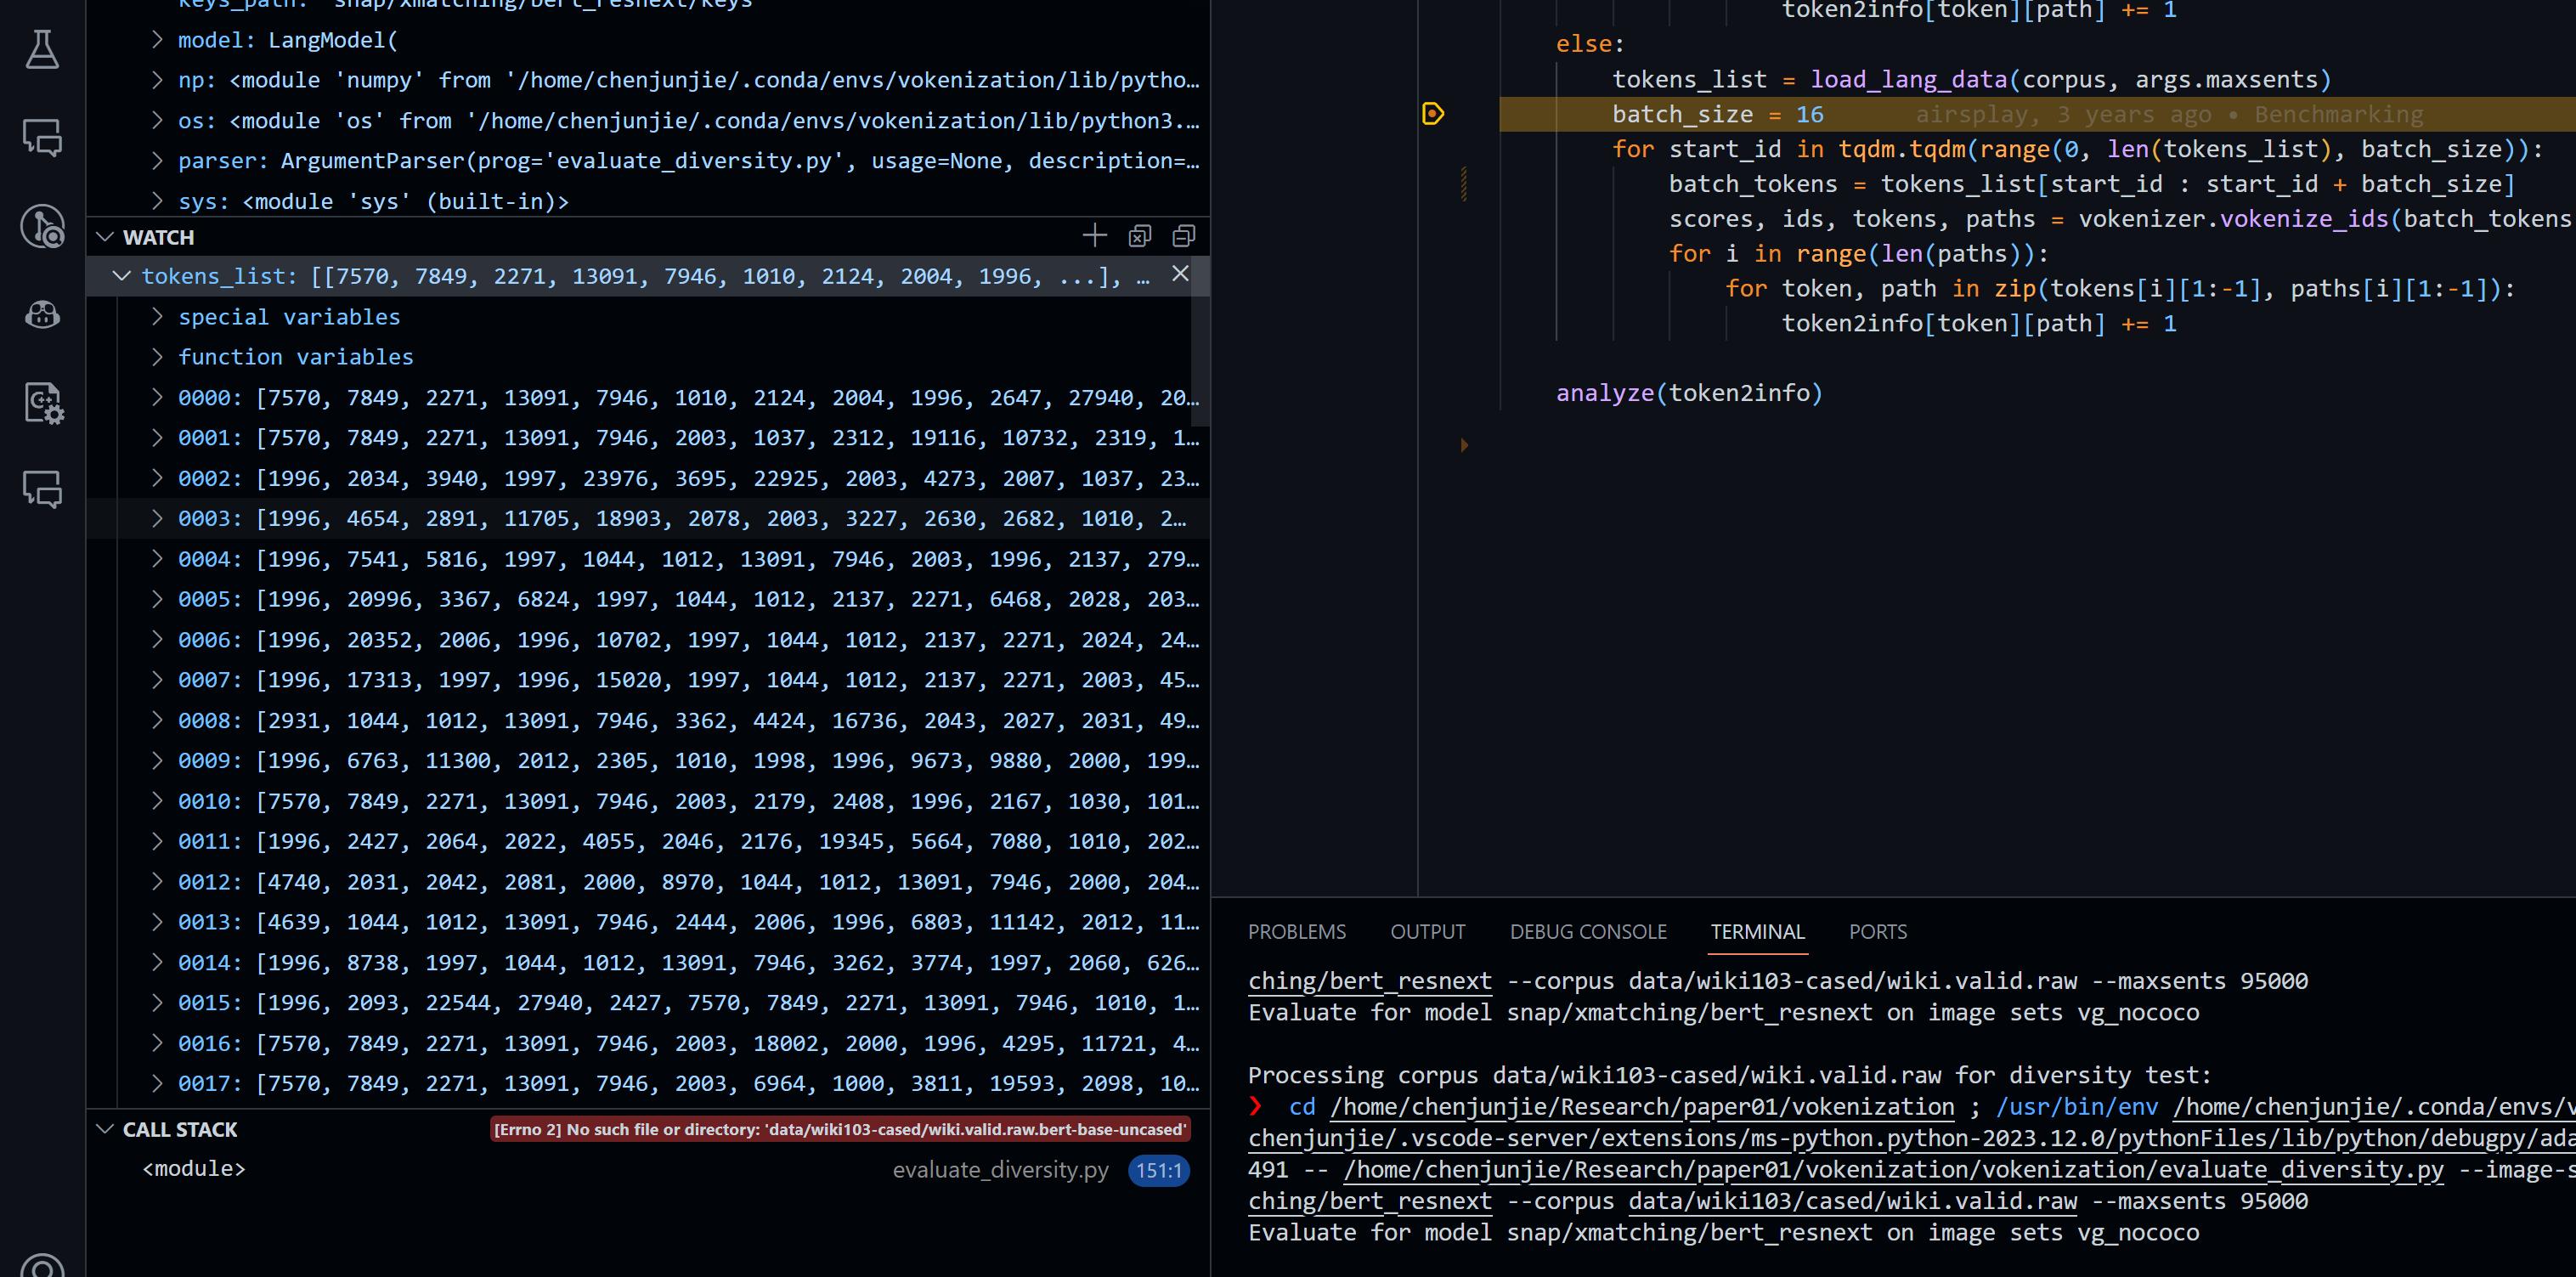 keys_path: 'snap/xmatching/bert_resnext/keys'
model: LangModel(
np: <module 'numpy' from '/home/chenjunjie/.conda/envs/vokenization/lib/pytho…
os: <module 'os' from '/home/chenjunjie/.conda/envs/vokenization/lib/python3.…
parser: ArgumentParser(prog='evaluate_diversity.py', usage=None, description=…
sys: <module 'sys' (built-in)>
WATCH
tokens_list: [[7570, 7849, 2271, 13091, 7946, 1010, 2124, 2004, 1996, ...], …
special variables
function variables
0000: [7570, 7849, 2271, 13091, 7946, 1010, 2124, 2004, 1996, 2647, 27940, 20…
0001: [7570, 7849, 2271, 13091, 7946, 2003, 1037, 2312, 19116, 10732, 2319, 1…
0002: [1996, 2034, 3940, 1997, 23976, 3695, 22925, 2003, 4273, 2007, 1037, 23…
0003: [1996, 4654, 2891, 11705, 18903, 2078, 2003, 3227, 2630, 2682, 1010, 2…
0004: [1996, 7541, 5816, 1997, 1044, 1012, 13091, 7946, 2003, 1996, 2137, 279…
0005: [1996, 20996, 3367, 6824, 1997, 1044, 1012, 2137, 2271, 6468, 2028, 203…
0006: [1996, 20352, 2006, 1996, 10702, 1997, 1044, 1012, 2137, 2271, 2024, 24…
0007: [1996, 17313, 1997, 1996, 15020, 1997, 1044, 1012, 2137, 2271, 2003, 45…
0008: [2931, 1044, 1012, 13091, 7946, 3362, 4424, 16736, 2043, 2027, 2031, 49…
0009: [1996, 6763, 11300, 2012, 2305, 1010, 1998, 1996, 9673, 9880, 2000, 199…
0010: [7570, 7849, 2271, 13091, 7946, 2003, 2179, 2408, 1996, 2167, 1030, 101…
0011: [1996, 2427, 2064, 2022, 4055, 2046, 2176, 19345, 5664, 7080, 1010, 202…
0012: [4740, 2031, 2042, 2081, 2000, 8970, 1044, 1012, 13091, 7946, 2000, 204…
0013: [4639, 1044, 1012, 13091, 7946, 2444, 2006, 1996, 6803, 11142, 2012, 11…
0014: [1996, 8738, 1997, 1044, 1012, 13091, 7946, 3262, 3774, 1997, 2060, 626…
0015: [1996, 2093, 22544, 27940, 2427, 7570, 7849, 2271, 13091, 7946, 1010, 1…
0016: [7570, 7849, 2271, 13091, 7946, 2003, 18002, 2000, 1996, 4295, 11721, 4…
0017: [7570, 7849, 2271, 13091, 7946, 2003, 6964, 1000, 3811, 19593, 2098, 10…
CALL STACK
[Errno 2] No such file or directory: 'data/wiki103-cased/wiki.valid.raw.bert-base-uncased'
<module>
evaluate_diversity.py 151:1
token2info[token][path] += 1
else:
tokens_list = load_lang_data(corpus, args.maxsents)
batch_size = 16 airsplay, 3 years ago • Benchmarking
for start_id in tqdm.tqdm(range(0, len(tokens_list), batch_size)):
batch_tokens = tokens_list[start_id : start_id + batch_size]
scores, ids, tokens, paths = vokenizer.vokenize_ids(batch_tokens
for i in range(len(paths)):
for token, path in zip(tokens[i][1:-1], paths[i][1:-1]):
token2info[token][path] += 1
analyze(token2info)
PROBLEMS OUTPUT DEBUG CONSOLE TERMINAL PORTS
ching/bert_resnext --corpus data/wiki103-cased/wiki.valid.raw --maxsents 95000
Evaluate for model snap/xmatching/bert_resnext on image sets vg_nococo
Processing corpus data/wiki103-cased/wiki.valid.raw for diversity test:
❯ cd /home/chenjunjie/Research/paper01/vokenization ; /usr/bin/env /home/chenjunjie/.conda/envs/v
chenjunjie/.vscode-server/extensions/ms-python.python-2023.12.0/pythonFiles/lib/python/debugpy/ada
491 -- /home/chenjunjie/Research/paper01/vokenization/vokenization/evaluate_diversity.py --image-s
ching/bert_resnext --corpus data/wiki103/cased/wiki.valid.raw --maxsents 95000
Evaluate for model snap/xmatching/bert_resnext on image sets vg_nococo